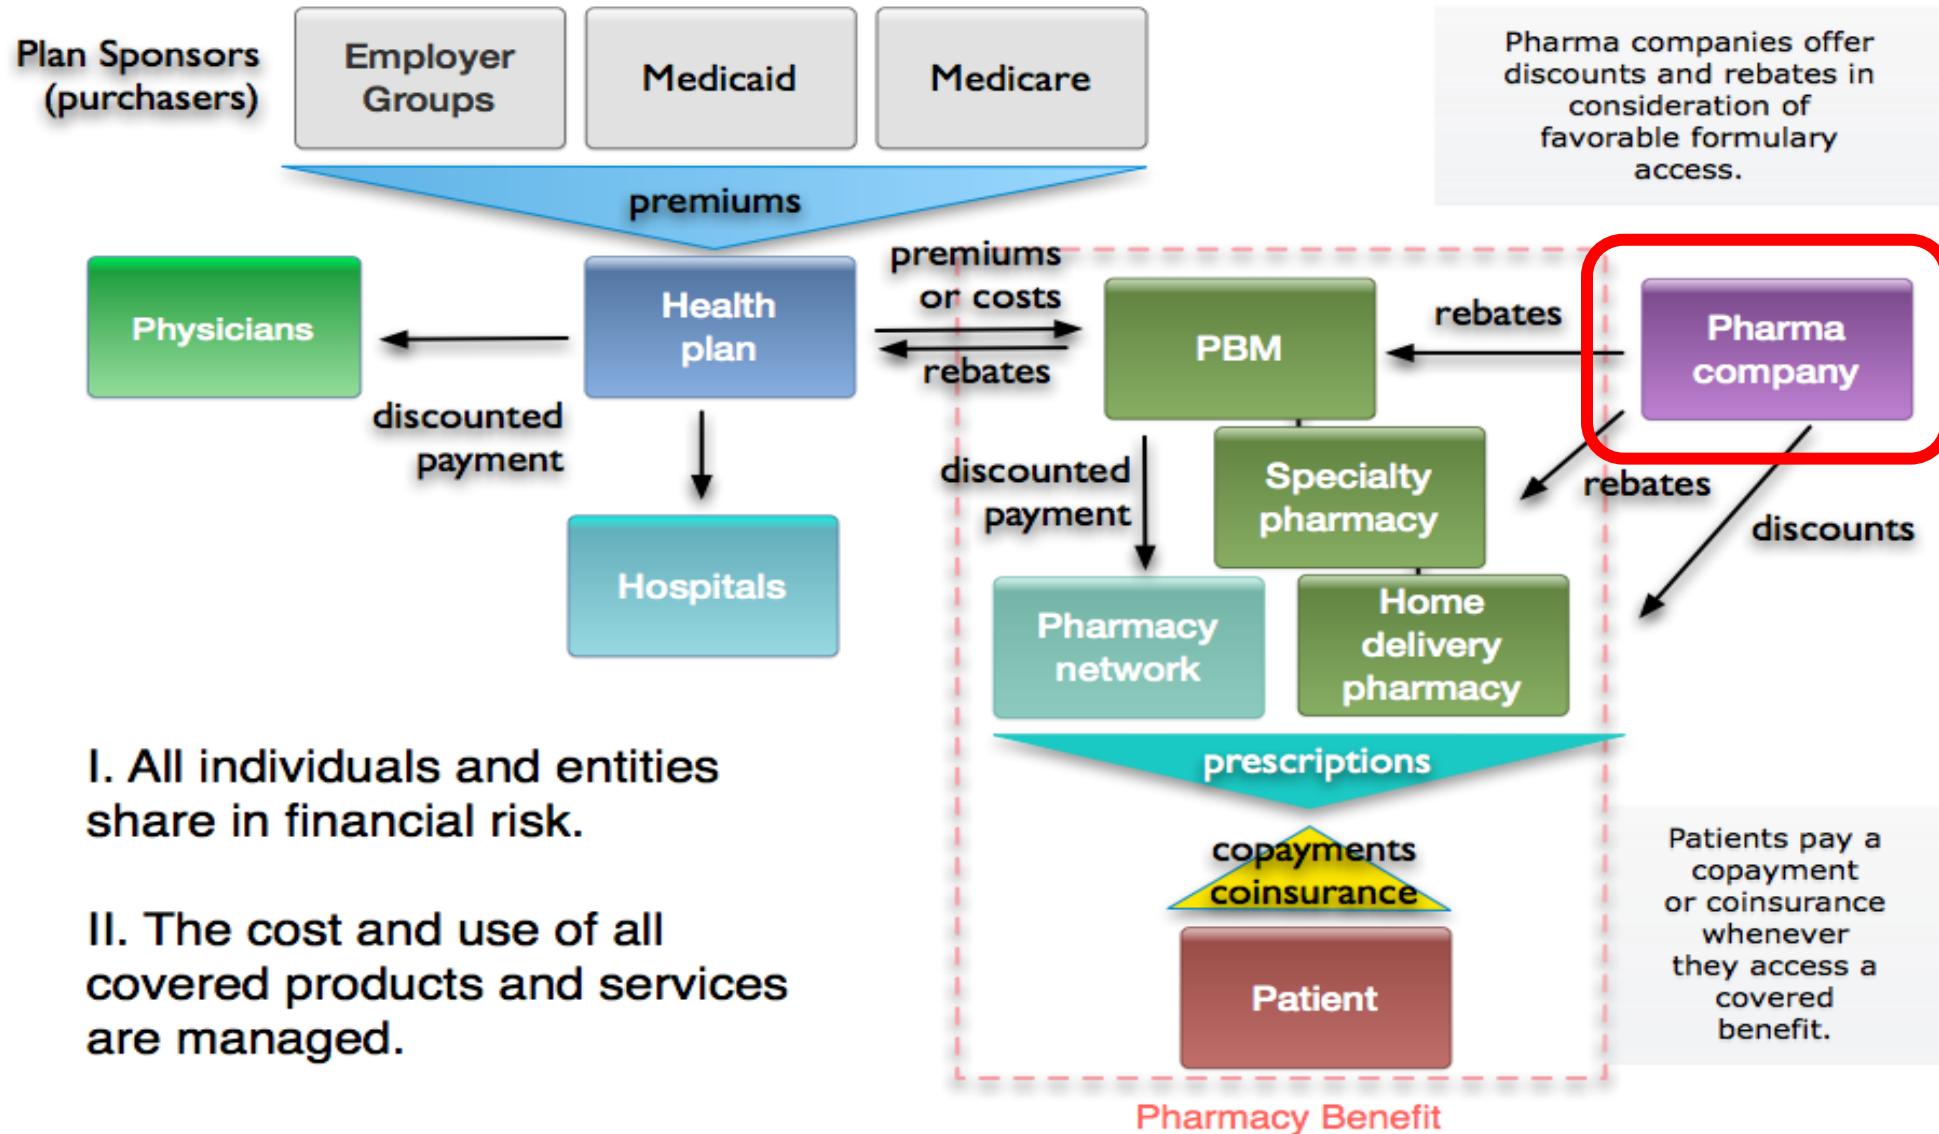 Plan Sponsors
(purchasers)
Employer
Groups
Medicaid
Medicare
Pharma companies offer
discounts and rebates in
consideration of
favorable formulary
access.
premiums
Physicians
Health
plan
premiums
or costs
rebates
PBM
rebates
Pharma
company
discounted
payment
discounted
payment
Specialty
pharmacy
rebates
discounts
Hospitals
Pharmacy
network
Home
delivery
pharmacy
prescriptions
I. All individuals and entities
share in financial risk.
copayments
coinsurance
Patients pay a
copayment
or coinsurance
whenever
they access a
covered
benefit.
II. The cost and use of all
covered products and services
are managed.
Patient
Pharmacy Benefit